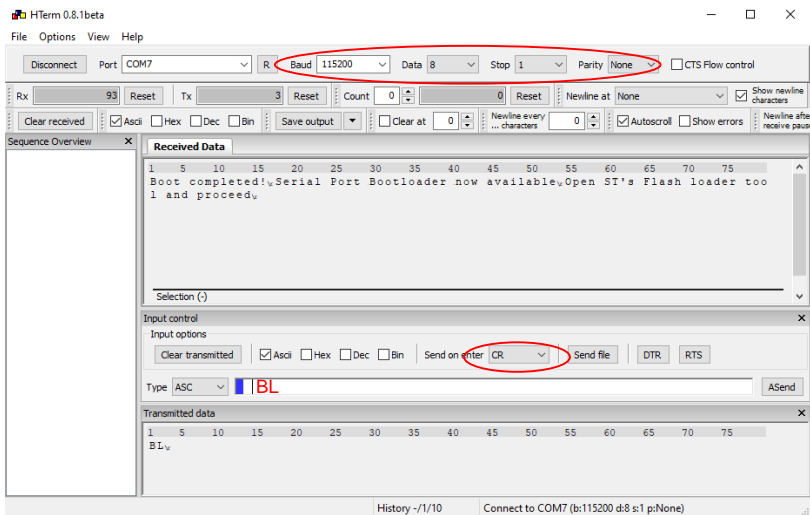 HTerm 0.8.1beta
File Options View Help
Disconnect Port COM7 R Baud 115200 Data 8 Stop 1 Parity None CTS Flow control
Rx 93 Reset Tx 3 Reset Count 0 0 Reset Newline at None Show newline characters
Clear received Ascii Hex Dec Bin Save output Clear at 0 Newline every ... characters 0 Autoscroll Show errors Newline afte receive paus
Sequence Overview
Received Data
1 5 10 15 20 25 30 35 40 45 50 55 60 65 70 75
Boot completed! Serial Port Bootloader now available Open ST's Flash loader too
l and proceed
Selection (-)
Input control
Input options
Clear transmitted Ascii Hex Dec Bin Send on enter CR Send file DTR RTS
Type ASC BL ASend
Transmitted data
1 5 10 15 20 25 30 35 40 45 50 55 60 65 70 75
BL
History -/1/10 Connect to COM7 (b:115200 d:8 s:1 p:None)